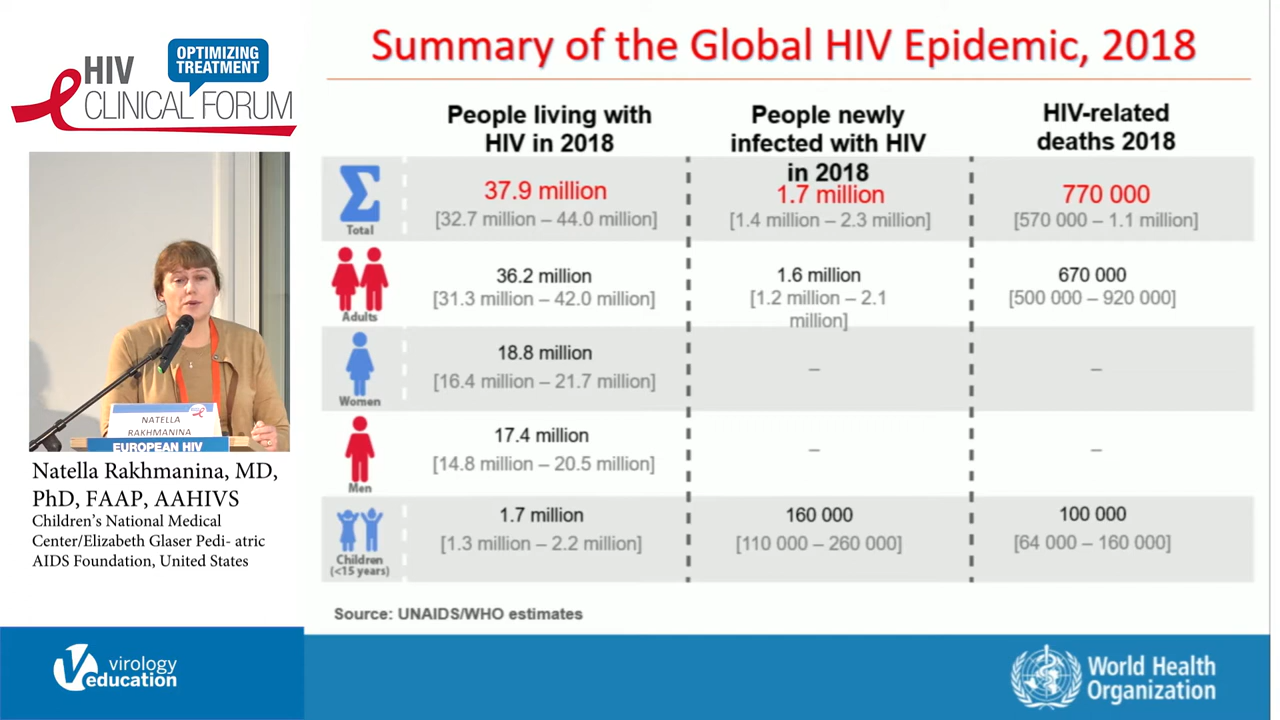 OPTIMIZING
TREATMENT
HIV
CLINICAL FORUM
NATELLA
RAKHMANINA
EUROPEAN HIV
Natella Rakhmanina, MD,
PhD, FAAP, AAHIVS
Children’s National Medical
Center/Elizabeth Glaser Pedi- atric
AIDS Foundation, United States
virology
education
Summary of the Global HIV Epidemic, 2018
People living with
HIV in 2018
People newly
infected with HIV
in 2018
HIV-related
deaths 2018
Σ
Total
37.9 million
[32.7 million – 44.0 million]
1.7 million
[1.4 million – 2.3 million]
770 000
[570 000 – 1.1 million]
Adults
36.2 million
[31.3 million – 42.0 million]
1.6 million
[1.2 million – 2.1
million]
670 000
[500 000 – 920 000]
Women
18.8 million
[16.4 million – 21.7 million]
–
–
Men
17.4 million
[14.8 million – 20.5 million]
–
–
Children
(<15 years)
1.7 million
[1.3 million – 2.2 million]
160 000
[110 000 – 260 000]
100 000
[64 000 – 160 000]
Source: UNAIDS/WHO estimates
World Health
Organization